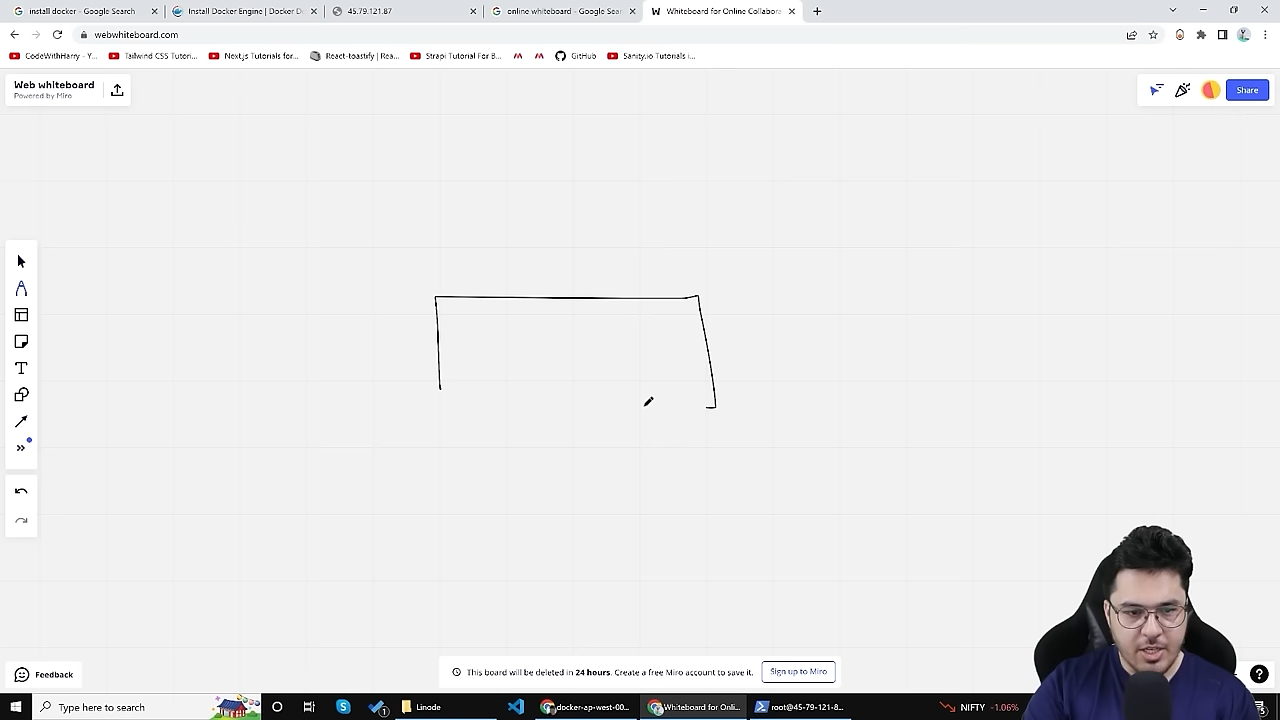 install docker - Google Search
Install Docker Engine | Docker Do
45.79.121.87
online whiteboard - Google Sear
Whiteboard for Online Collabora
webwhiteboard.com
CodeWithHarry - Y...
Tailwind CSS Tutori...
Next.js Tutorials for...
React-toastify | Rea...
Strapi Tutorial For B...
GitHub
Sanity.io Tutorials i...
Web whiteboard
Powered by Miro
Share
Feedback
This board will be deleted in 24 hours. Create a free Miro account to save it.
Sign up to Miro
Type here to search
Linode
docker-ap-west-00...
Whiteboard for Onli...
root@45-79-121-8...
NIFTY -1.06%